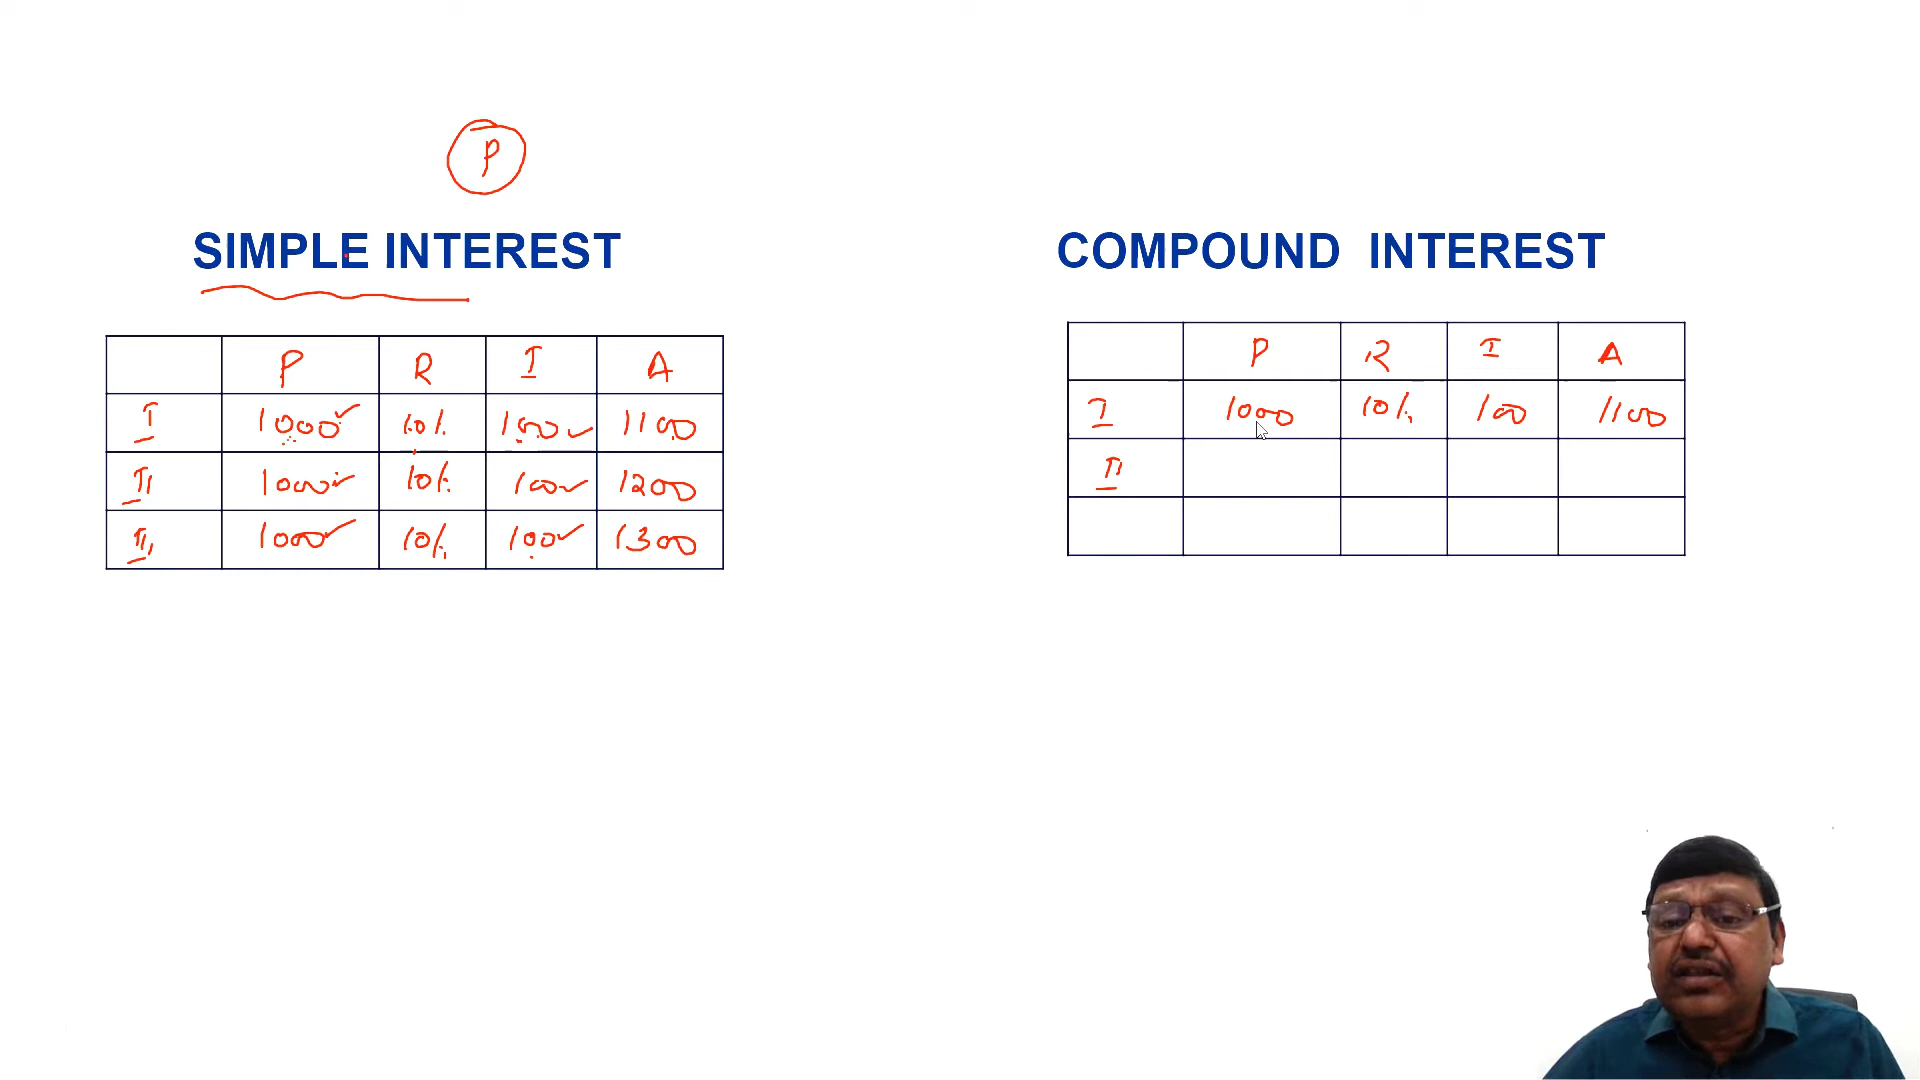 P
SIMPLE INTEREST
P R I A
I 1000 10% 100 1100
II 1000 10% 100 1200
III 1000 10% 100 1300
COMPOUND INTEREST
P R I A
I 1000 10% 100 1100
II